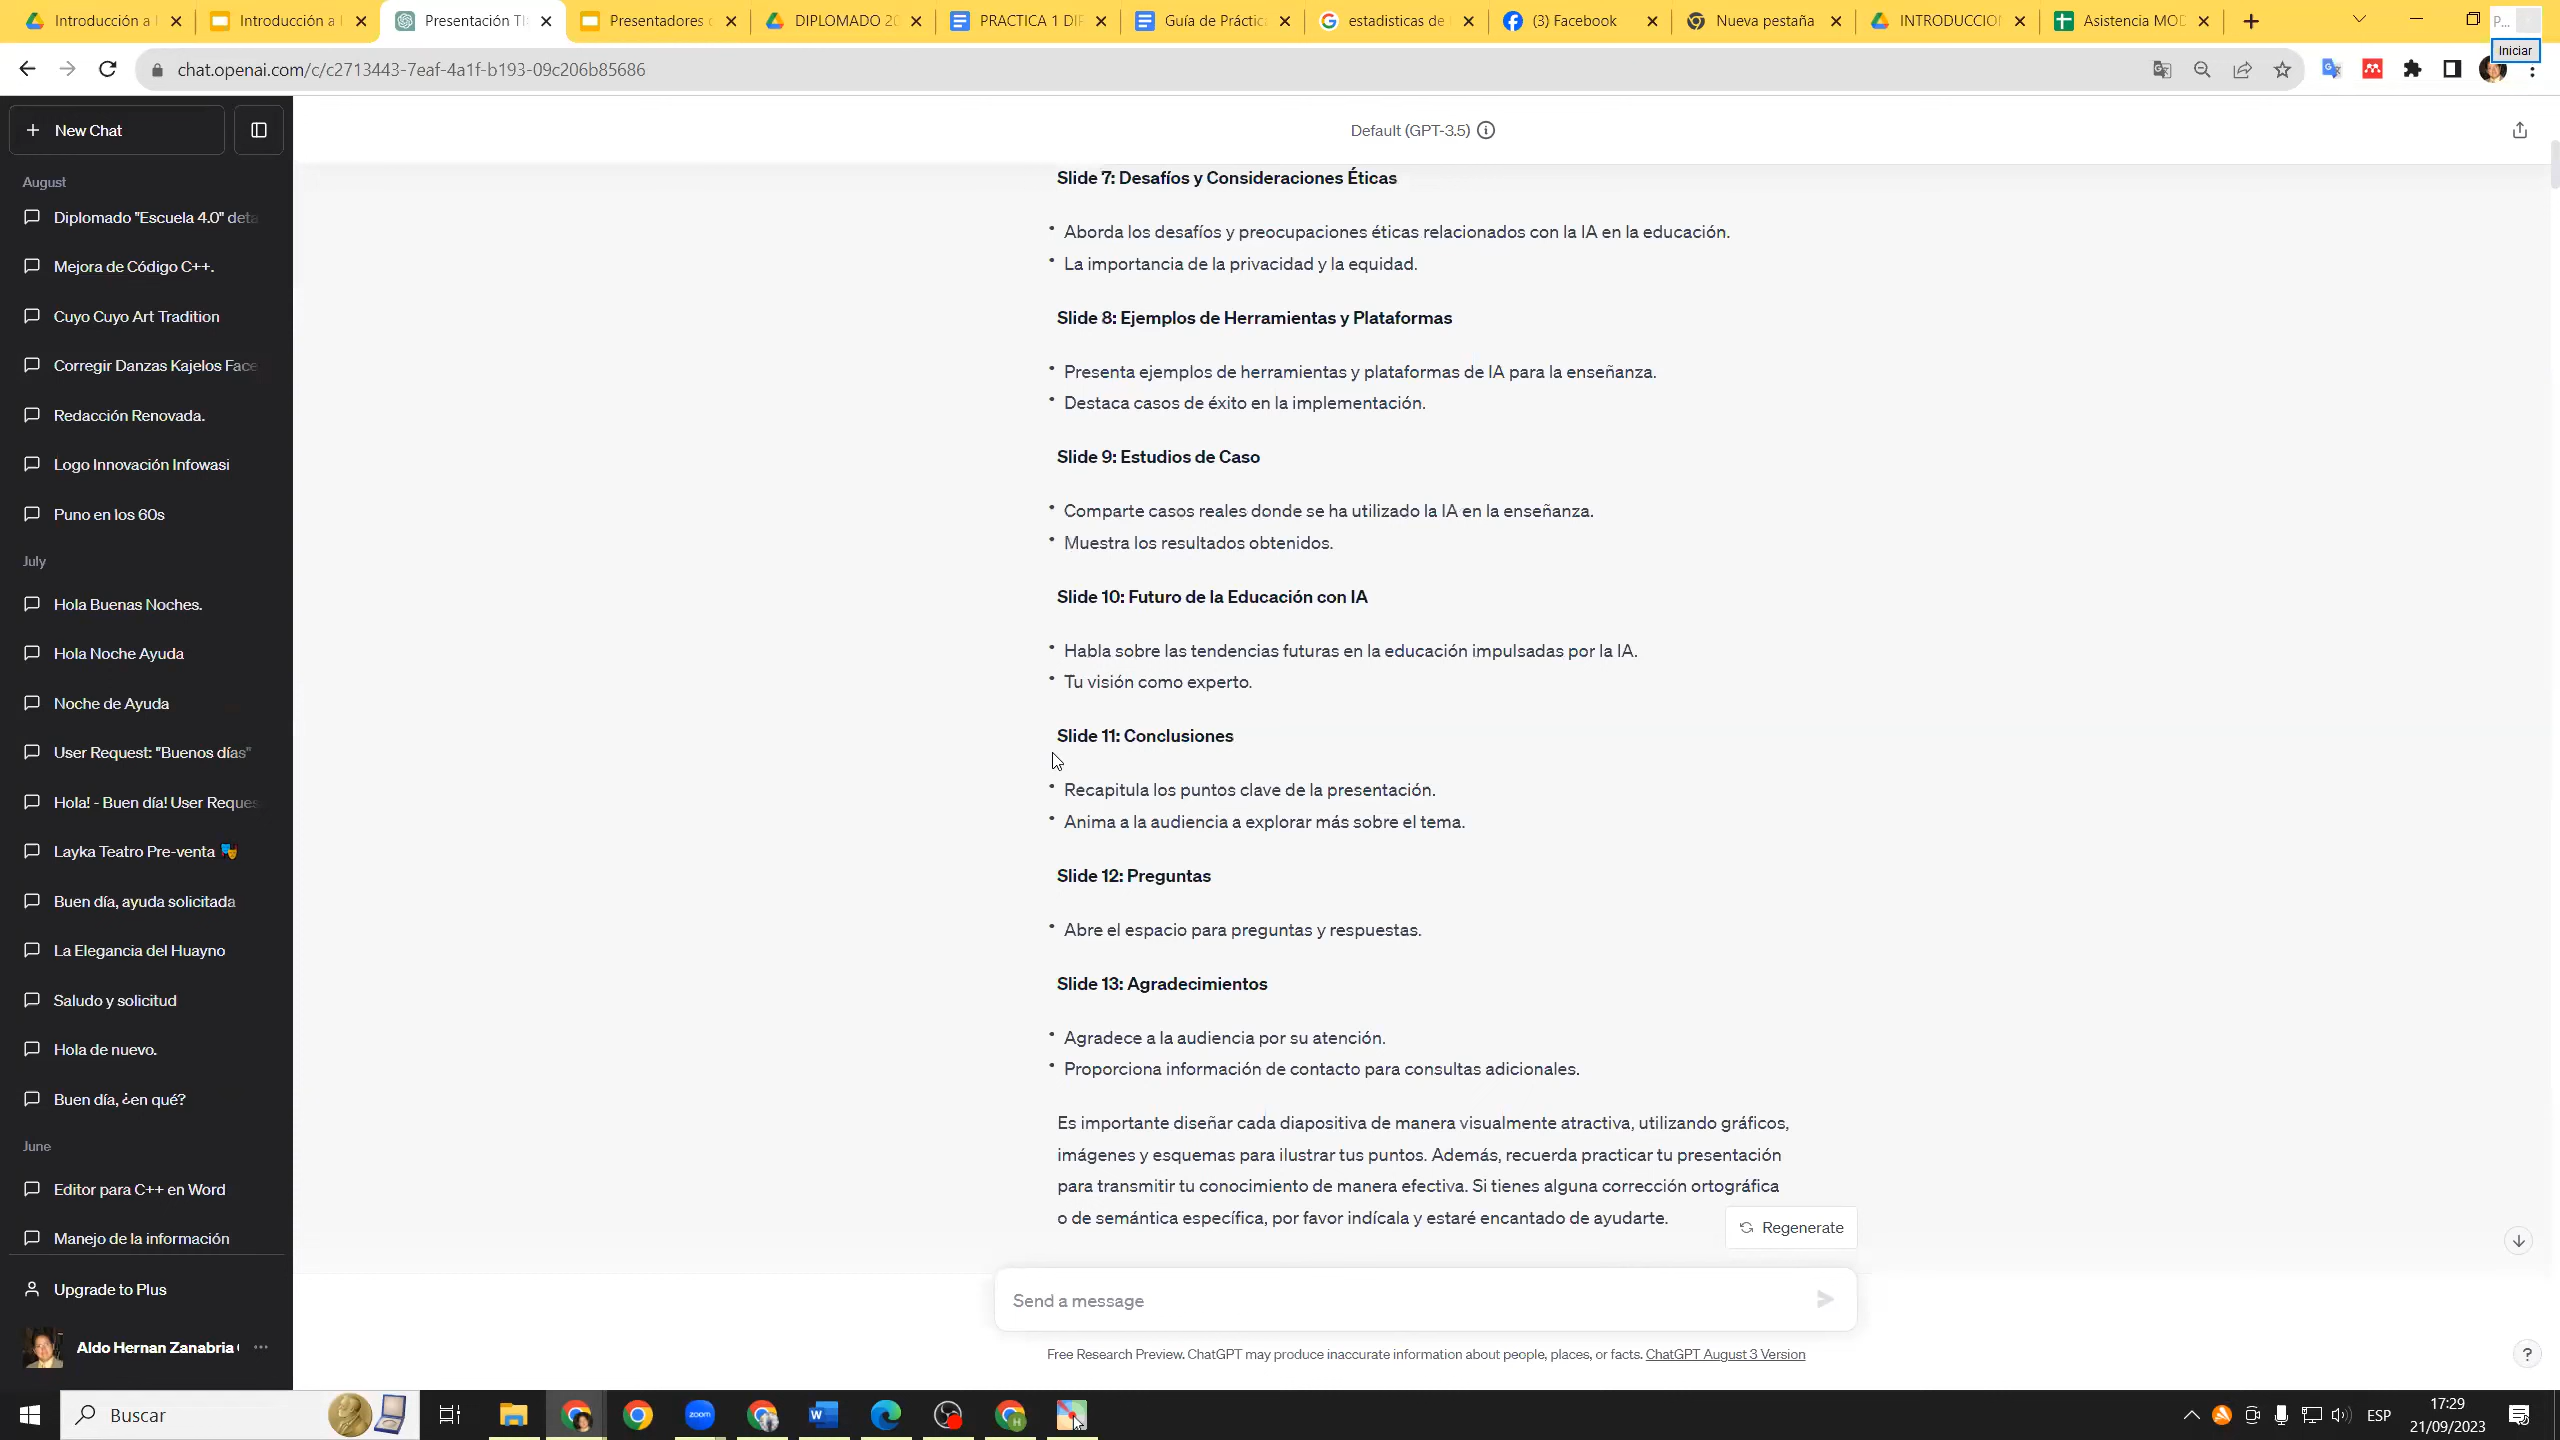 Introducción a
Introducción a
Presentación TI
Presentadores
DIPLOMADO 20
PRACTICA 1 DIF
Guía de Práctic
estadisticas de
(3) Facebook
Nueva pestaña
INTRODUCCIO
Asistencia MOD
P...
Iniciar
chat.openai.com/c/c2713443-7eaf-4a1f-b193-09c206b85686
New Chat
August
Diplomado "Escuela 4.0" deta
Mejora de Código C++.
Cuyo Cuyo Art Tradition
Corregir Danzas Kajelos Face
Redacción Renovada.
Logo Innovación Infowasi
Puno en los 60s
July
Hola Buenas Noches.
Hola Noche Ayuda
Noche de Ayuda
User Request: "Buenos días"
Hola! - Buen día! User Reques
Layka Teatro Pre-venta 🎭
Buen día, ayuda solicitada
La Elegancia del Huayno
Saludo y solicitud
Hola de nuevo.
Buen día, ¿en qué?
June
Editor para C++ en Word
Manejo de la información
Upgrade to Plus
Aldo Hernan Zanabria
Default (GPT-3.5)
Slide 7: Desafíos y Consideraciones Éticas
• Aborda los desafíos y preocupaciones éticas relacionados con la IA en la educación.
• La importancia de la privacidad y la equidad.
Slide 8: Ejemplos de Herramientas y Plataformas
• Presenta ejemplos de herramientas y plataformas de IA para la enseñanza.
• Destaca casos de éxito en la implementación.
Slide 9: Estudios de Caso
• Comparte casos reales donde se ha utilizado la IA en la enseñanza.
• Muestra los resultados obtenidos.
Slide 10: Futuro de la Educación con IA
• Habla sobre las tendencias futuras en la educación impulsadas por la IA.
• Tu visión como experto.
Slide 11: Conclusiones
• Recapitula los puntos clave de la presentación.
• Anima a la audiencia a explorar más sobre el tema.
Slide 12: Preguntas
• Abre el espacio para preguntas y respuestas.
Slide 13: Agradecimientos
• Agradece a la audiencia por su atención.
• Proporciona información de contacto para consultas adicionales.
Es importante diseñar cada diapositiva de manera visualmente atractiva, utilizando gráficos,
imágenes y esquemas para ilustrar tus puntos. Además, recuerda practicar tu presentación
para transmitir tu conocimiento de manera efectiva. Si tienes alguna corrección ortográfica
o de semántica específica, por favor indícala y estaré encantado de ayudarte.
Regenerate
Send a message
Free Research Preview. ChatGPT may produce inaccurate information about people, places, or facts. ChatGPT August 3 Version
?
Buscar
zoom
ESP
17:29
21/09/2023